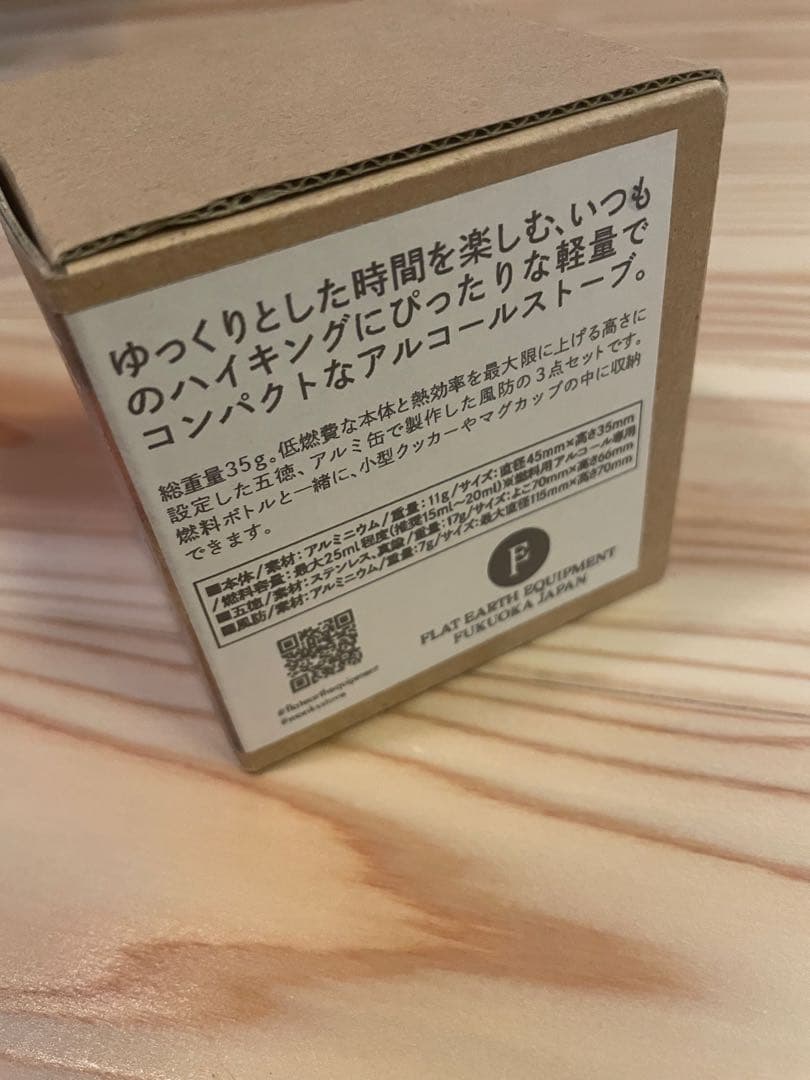 ゆっくりとした時間を楽しむ、いつも
のハイキングにぴったりな軽量で
コンパクトなアルコールストーブ。
総重量35g。低燃費な本体と熱効率を最大限に上げる高さに
設定した五徳、アルミ缶で製作した風防の3点セットです。
燃料ボトルと一緒に、小型クッカーやマグカップの中に収納
できます。
■本体/素材:アルミニウム/重量:11g/サイズ:直径45mm×高さ35mm
/燃料容量:最大25ml程度(推奨15ml〜20ml)※燃料用アルコール専用
■五徳/素材:ステンレス、真鍮/重量:17g/サイズ:よこ70mm×高さ66mm
■風防/素材:アルミニウム/重量:7g/サイズ:最大直径115mm×高さ70mm
F
FLAT EARTH EQUIPMENT
FUKUOKA JAPAN
#flatearthequipment